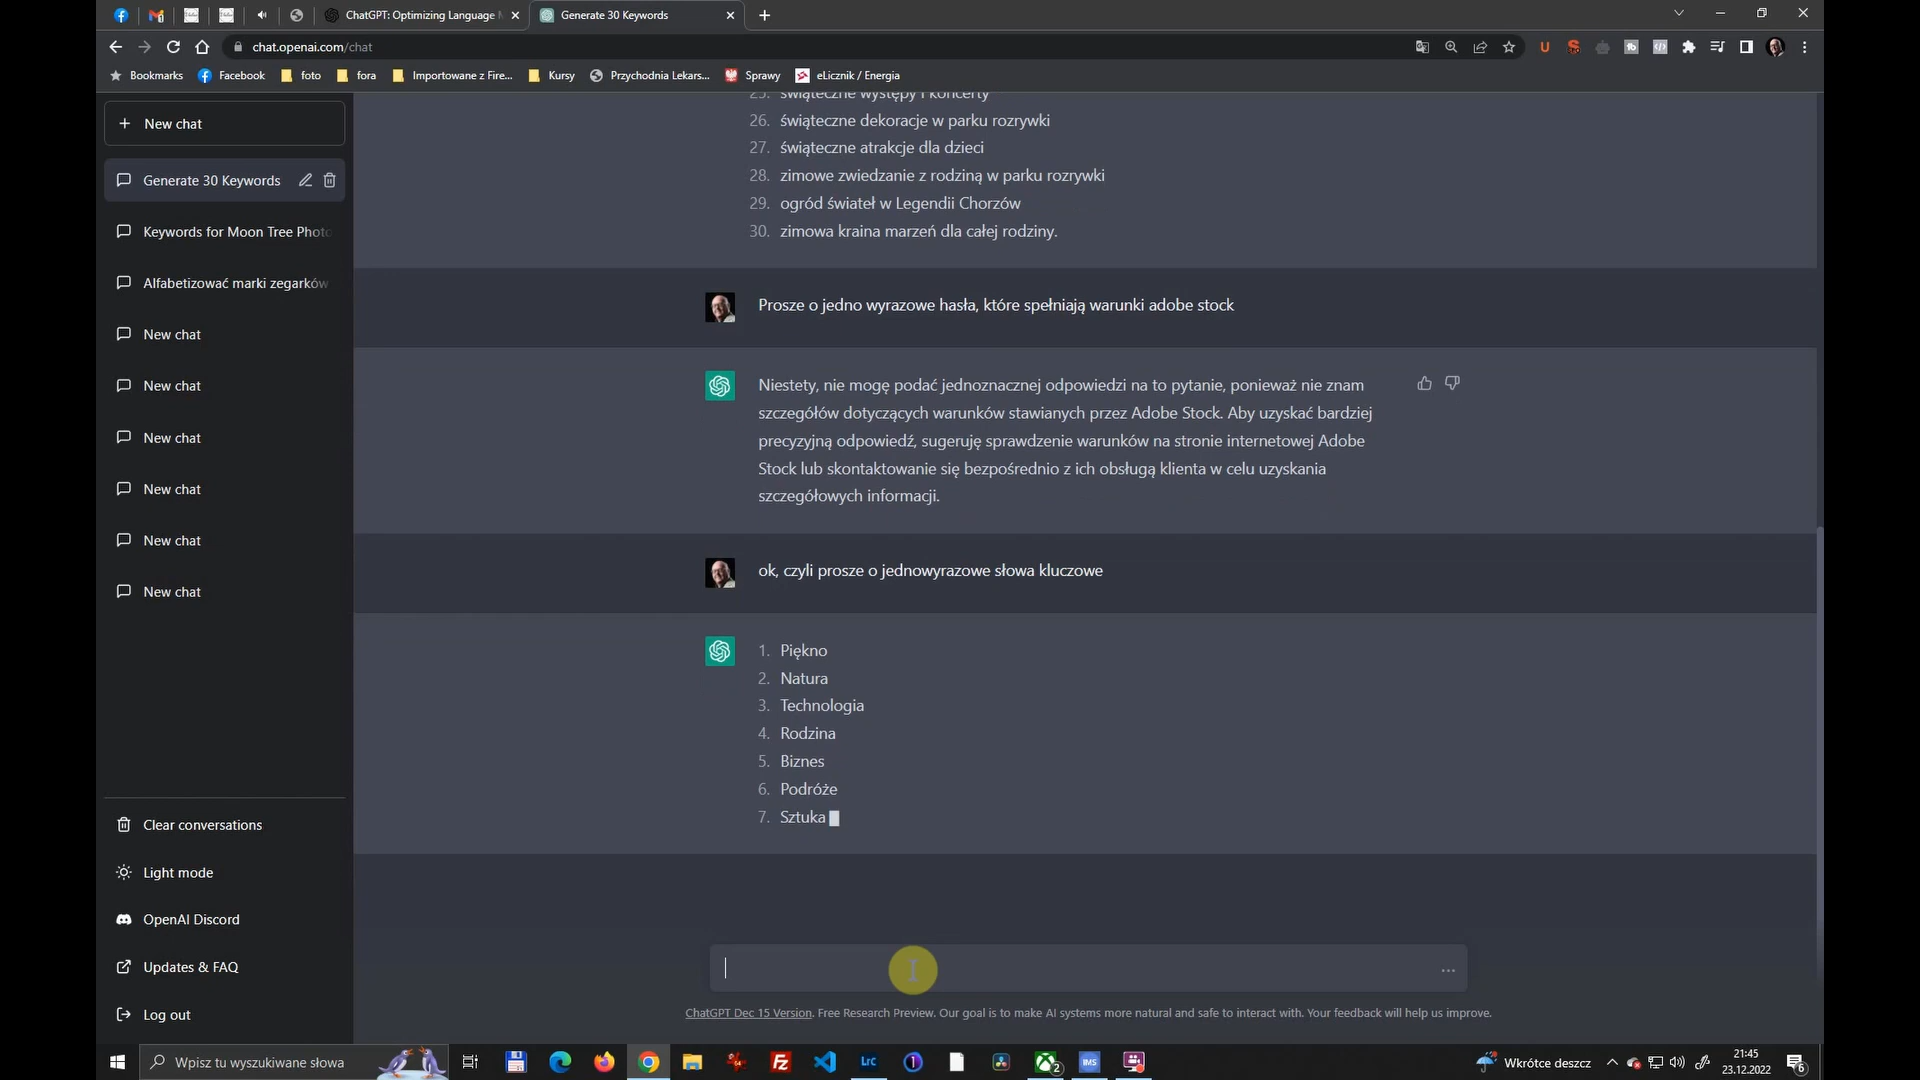 ChatGPT: Optimizing Language
Generate 30 Keywords
chat.openai.com/chat
Bookmarks
Facebook
foto
fora
Importowane z Fire...
Kursy
Przychodnia Lekars...
Sprawy
eLicznik / Energia
New chat
Generate 30 Keywords
Keywords for Moon Tree Photo
Alfabetizować marki zegarków
New chat
New chat
New chat
New chat
New chat
New chat
Clear conversations
Light mode
OpenAI Discord
Updates & FAQ
Log out
25. świąteczne występy i koncerty
26. świąteczne dekoracje w parku rozrywki
27. świąteczne atrakcje dla dzieci
28. zimowe zwiedzanie z rodziną w parku rozrywki
29. ogród świateł w Legendii Chorzów
30. zimowa kraina marzeń dla całej rodziny.
Prosze o jedno wyrazowe hasła, które spełniają warunki adobe stock
Niestety, nie mogę podać jednoznacznej odpowiedzi na to pytanie, ponieważ nie znam
szczegółów dotyczących warunków stawianych przez Adobe Stock. Aby uzyskać bardziej
precyzyjną odpowiedź, sugeruję sprawdzenie warunków na stronie internetowej Adobe
Stock lub skontaktowanie się bezpośrednio z ich obsługą klienta w celu uzyskania
szczegółowych informacji.
ok, czyli prosze o jednowyrazowe słowa kluczowe
1. Piękno
2. Natura
3. Technologia
4. Rodzina
5. Biznes
6. Podróże
7. Sztuka
ChatGPT Dec 15 Version. Free Research Preview. Our goal is to make AI systems more natural and safe to interact with. Your feedback will help us improve.
Wpisz tu wyszukiwane słowa
Lrc
IMS
2
Wkrótce deszcz
21:45
23.12.2022
6